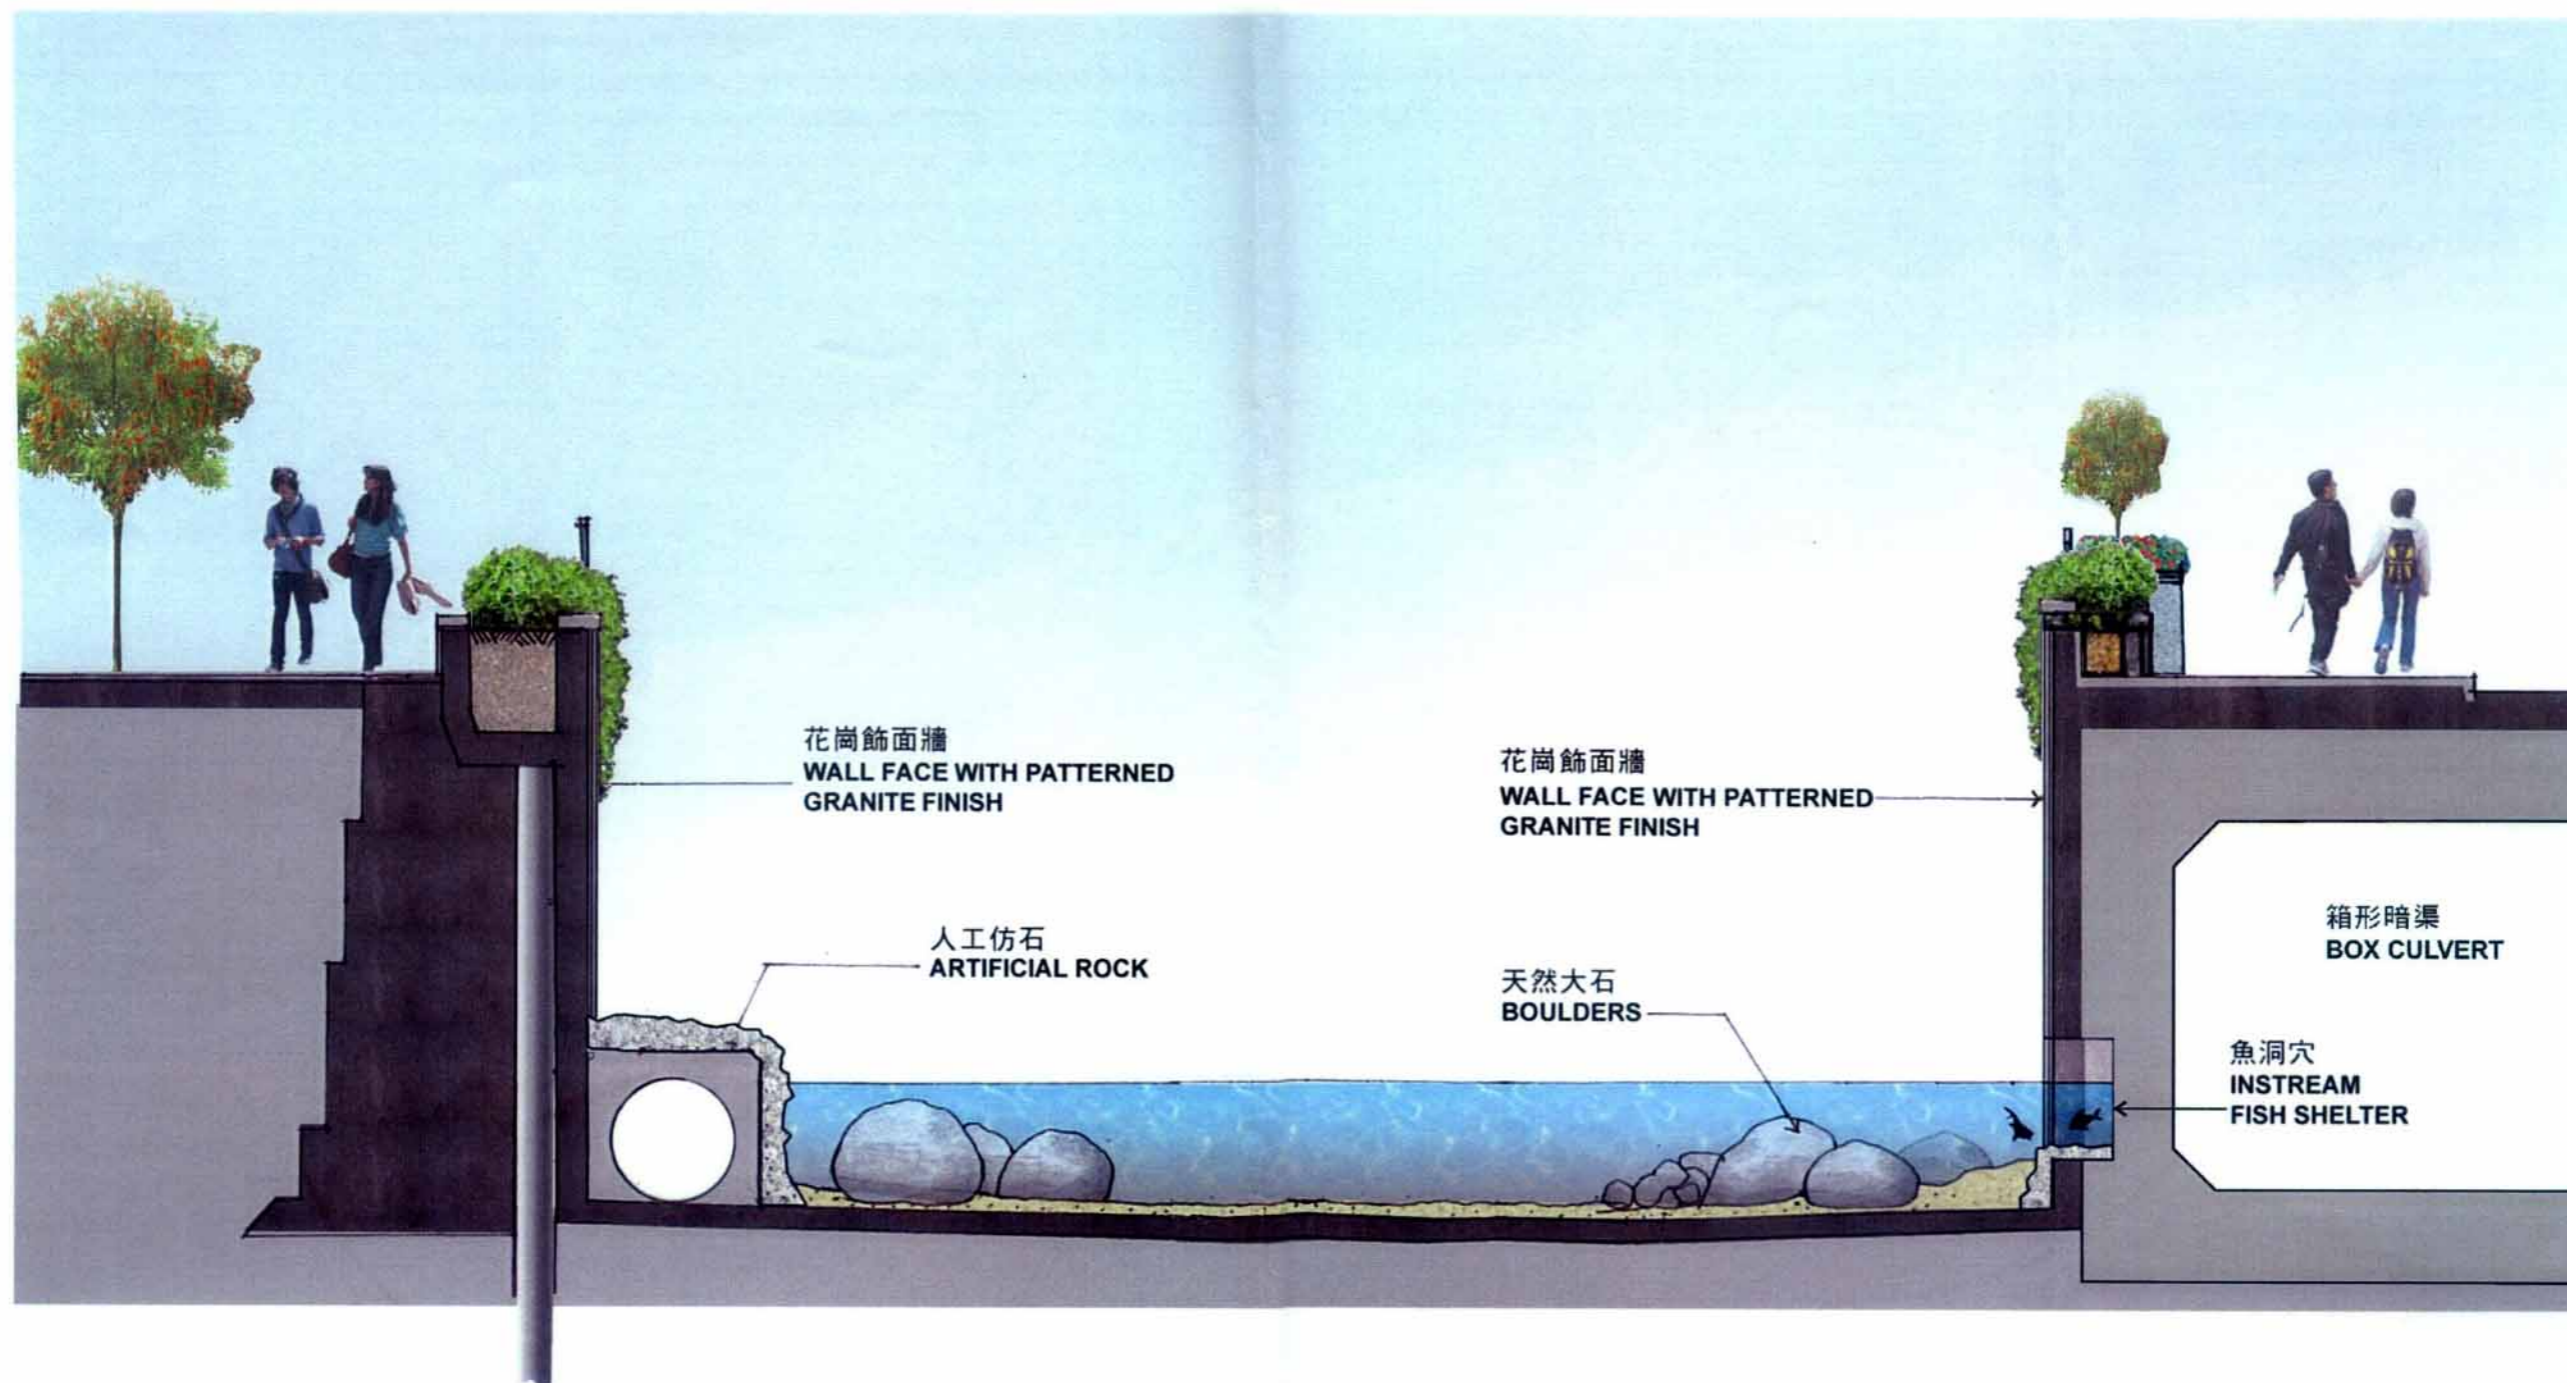 花崗飾面牆
WALL FACE WITH PATTERNED
GRANITE FINISH
花崗飾面牆
WALL FACE WITH PATTERNED
GRANITE FINISH
人工仿石
ARTIFICIAL ROCK
天然大石
BOULDERS
箱形暗渠
BOX CULVERT
魚洞穴
INSTREAM
FISH SHELTER